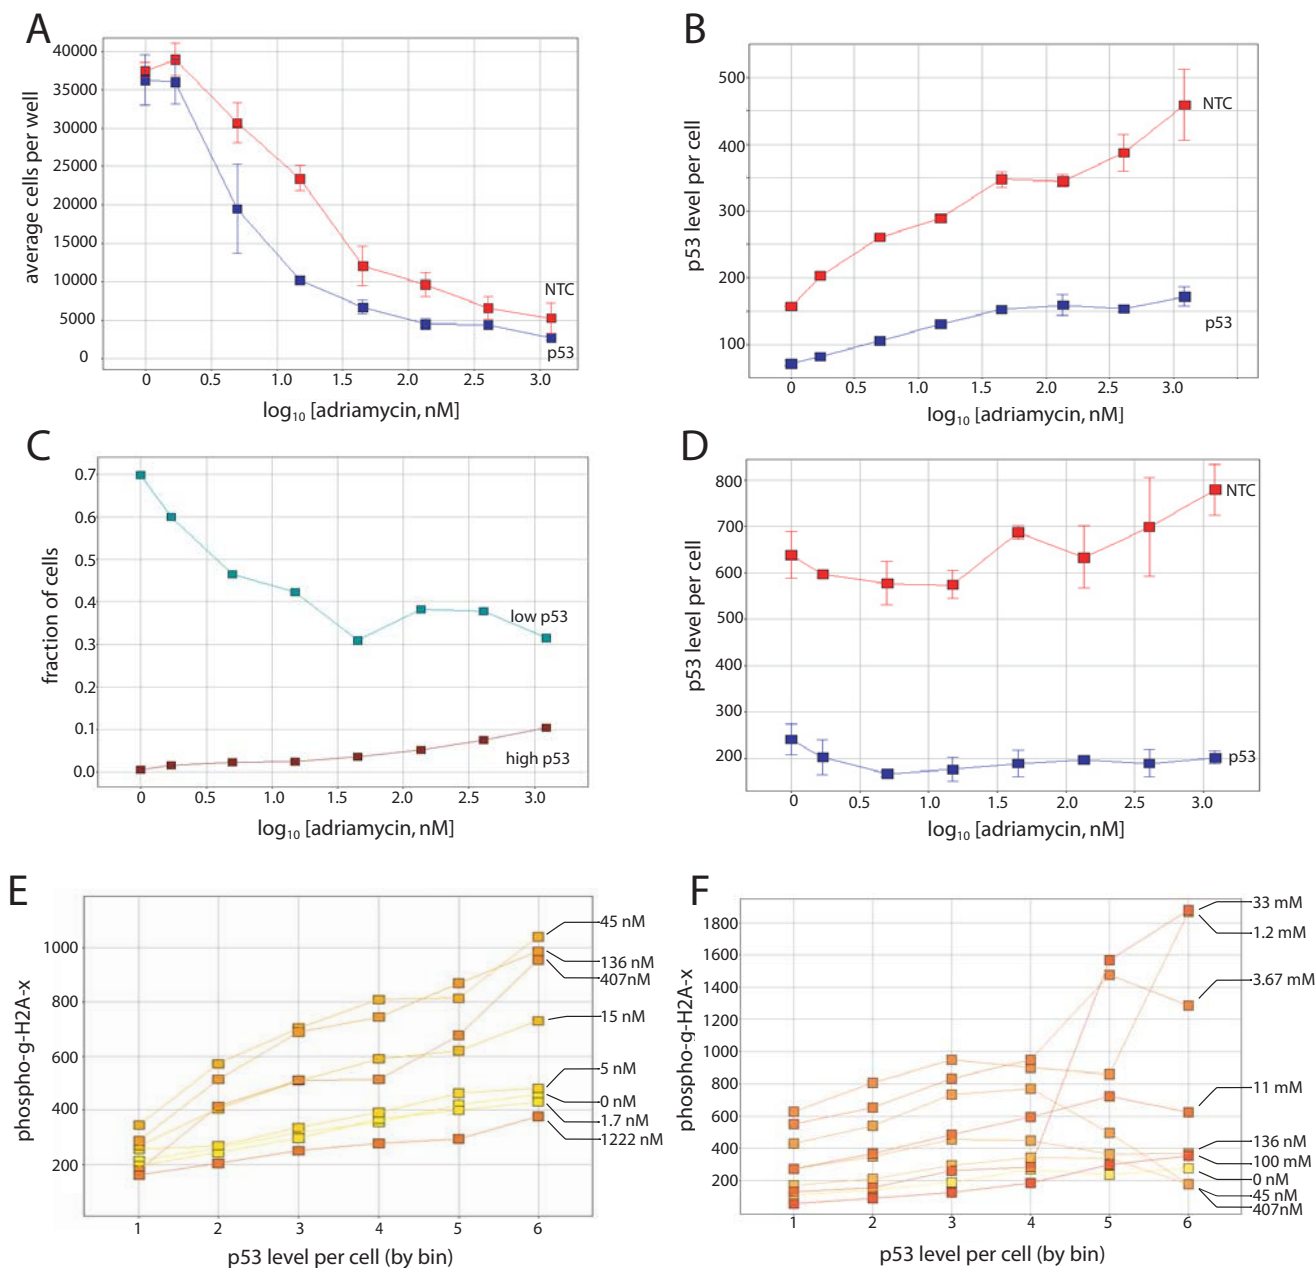 A
average cells per well
40000
35000
30000
25000
20000
15000
10000
5000
0
NTC
p53
0 0.5 1.0 1.5 2.0 2.5 3.0
log10 [adriamycin, nM]
B
p53 level per cell
500
400
300
200
100
NTC
p53
0 0.5 1.0 1.5 2.0 2.5 3.0
log10 [adriamycin, nM]
C
fraction of cells
0.7
0.6
0.5
0.4
0.3
0.2
0.1
0.0
low p53
high p53
0 0.5 1.0 1.5 2.0 2.5 3.0
log10 [adriamycin, nM]
D
p53 level per cell
800
700
600
500
400
300
200
NTC
p53
0 0.5 1.0 1.5 2.0 2.5 3.0
log10 [adriamycin, nM]
E
phospho-g-H2A-x
1000
800
600
400
200
45 nM
136 nM
407nM
15 nM
5 nM
0 nM
1.7 nM
1222 nM
1 2 3 4 5 6
p53 level per cell (by bin)
F
phospho-g-H2A-x
1800
1600
1400
1200
1000
800
600
400
200
33 mM
1.2 mM
3.67 mM
11 mM
136 nM
100 mM
0 nM
45 nM
407nM
1 2 3 4 5 6
p53 level per cell (by bin)